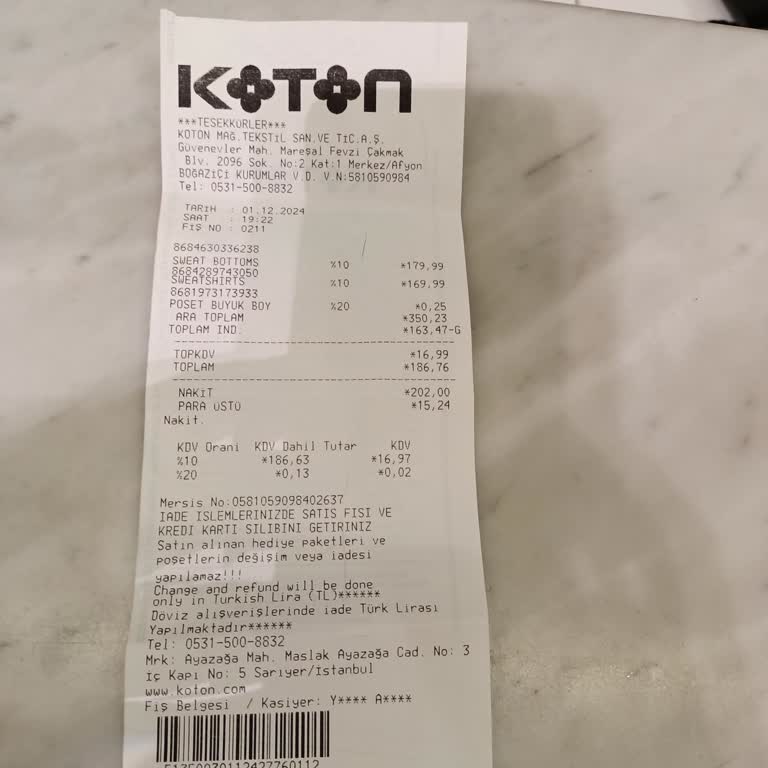 KOTON
***TESEKKÜRLER***
KOTON MAĞ.TEKSTİL SAN.VE TİC.A.Ş.
Güvenevler Mah. Mareşal Fevzi Çakmak
Blv. 2096 Sok. No:2 Kat:1 Merkez/Afyon
BOĞAZİÇİ KURUMLAR V.D. V.N:5810590984
Tel: 0531-500-8832
TARİH : 01.12.2024
SAAT : 19:22
FİŞ NO : 0211
8684630336238
SWEAT BOTTOMS %10 *179,99
8684289743050
SWEATSHIRTS %10 *169,99
8681973173933
POSET BUYUK BOY %20 *0,25
ARA TOPLAM *350,23
TOPLAM IND. *163,47-G
TOPKDV *16,99
TOPLAM *186,76
NAKİT *202,00
PARA ÜSTÜ *15,24
Nakit.
KDV Orani KDV Dahil Tutar KDV
%10 *186,63 *16,97
%20 *0,13 *0,02
Mersis No:0581059098402637
IADE ISLEMLERINIZDE SATIS FISI VE
KREDI KARTI SILIBINI GETIRINIZ
Satın alınan hediye paketleri ve
poşetlerin değişim veya iadesi
yapılamaz!!!
Change and refund will be done
only in Turkish Lira (TL)******
Döviz alışverişlerinde iade Türk Lirası
Yapılmaktadır******
Tel: 0531-500-8832
Mrk: Ayazağa Mah. Maslak Ayazağa Cad. No: 3
İç Kapı No: 5 Sarıyer/İstanbul
www.koton.com
Fiş Belgesi / Kasiyer: Y**** A****